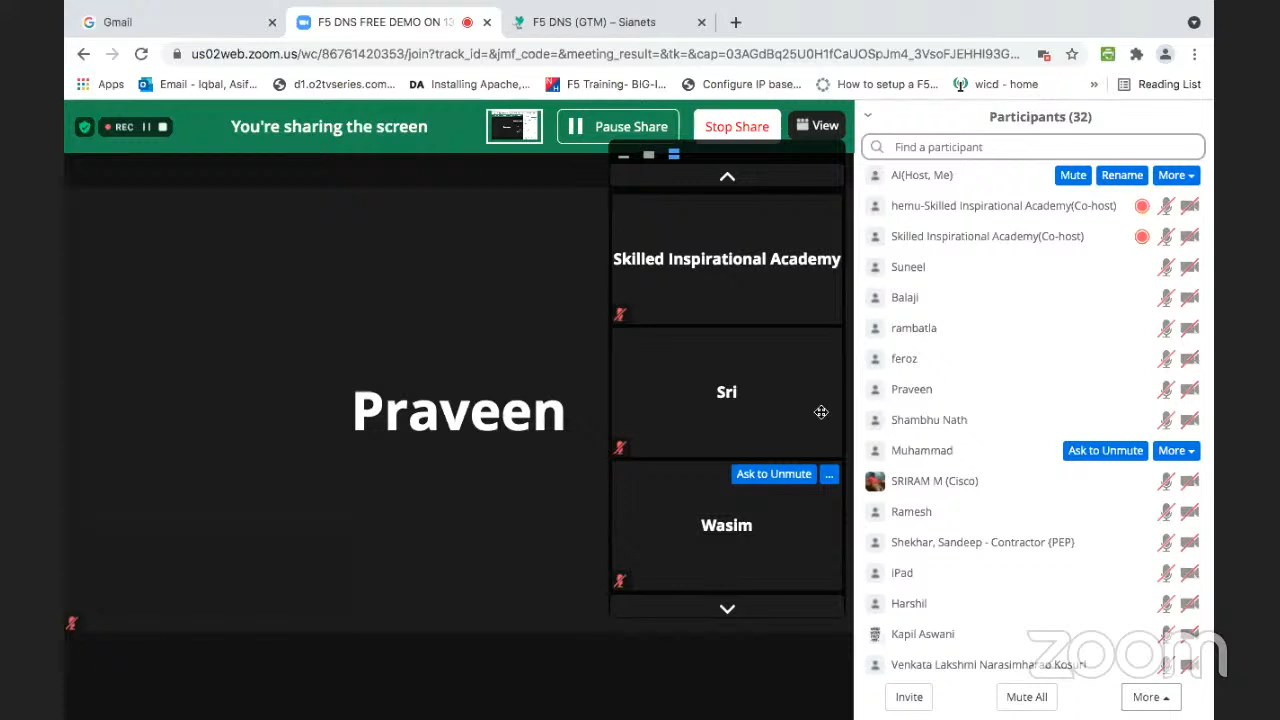 Gmail
F5 DNS FREE DEMO ON 13
F5 DNS (GTM) – Sianets
us02web.zoom.us/wc/86761420353/join?track_id=&jmf_code=&meeting_result=&tk=&cap=03AGdBq25U0H1fCaUOSpJm4_3VsoFJEHHI93G...
Apps
Email - Iqbal, Asif...
d1.o2tvseries.com...
DA Installing Apache,...
F5 Training- BIG-I...
Configure IP base...
How to setup a F5...
wicd - home
»
Reading List
REC
You're sharing the screen
Pause Share
Stop Share
View
Skilled Inspirational Academy
Sri
Ask to Unmute
...
Wasim
Praveen
Participants (32)
Find a participant
AI(Host, Me)
Mute
Rename
More
hemu-Skilled Inspirational Academy(Co-host)
Skilled Inspirational Academy(Co-host)
Suneel
Balaji
rambatla
feroz
Praveen
Shambhu Nath
Muhammad
Ask to Unmute
More
SRIRAM M (Cisco)
Ramesh
Shekhar, Sandeep - Contractor {PEP}
iPad
Harshil
Kapil Aswani
Venkata Lakshmi Narasimharao Kosuri
zoom
Invite
Mute All
More